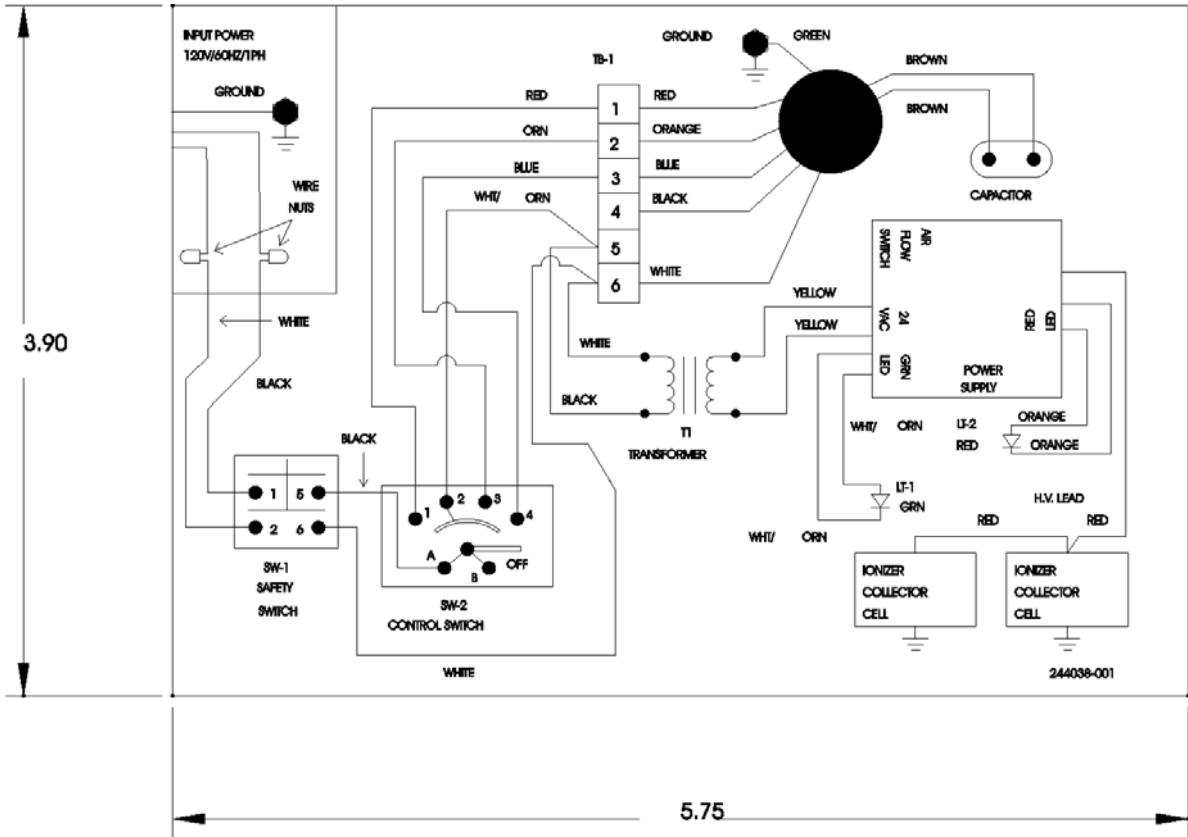 INPUT POWER
120V/60HZ/1PH
GROUND
WIRE
NUTS
WHITE
BLACK
3.90
BLACK
1
5
2
6
SW-1
SAFETY
SWITCH
1
2
3
4
A
B
OFF
SW-2
CONTROL SWITCH
WHITE
TB-1
RED
ORN
BLUE
WHT/ ORN
1
2
3
4
5
6
RED
ORANGE
BLUE
BLACK
WHITE
GROUND
GREEN
BROWN
BROWN
CAPACITOR
WHITE
BLACK
T1
TRANSFORMER
YELLOW
YELLOW
AIR
FLOW
SWITCH
24
VAC
GRN
LED
RED
LED
POWER
SUPPLY
WHT/ ORN
LT-2
RED
ORANGE
ORANGE
LT-1
GRN
WHT/ ORN
H.V. LEAD
RED
RED
IONIZER
COLLECTOR
CELL
IONIZER
COLLECTOR
CELL
244038-001
5.75